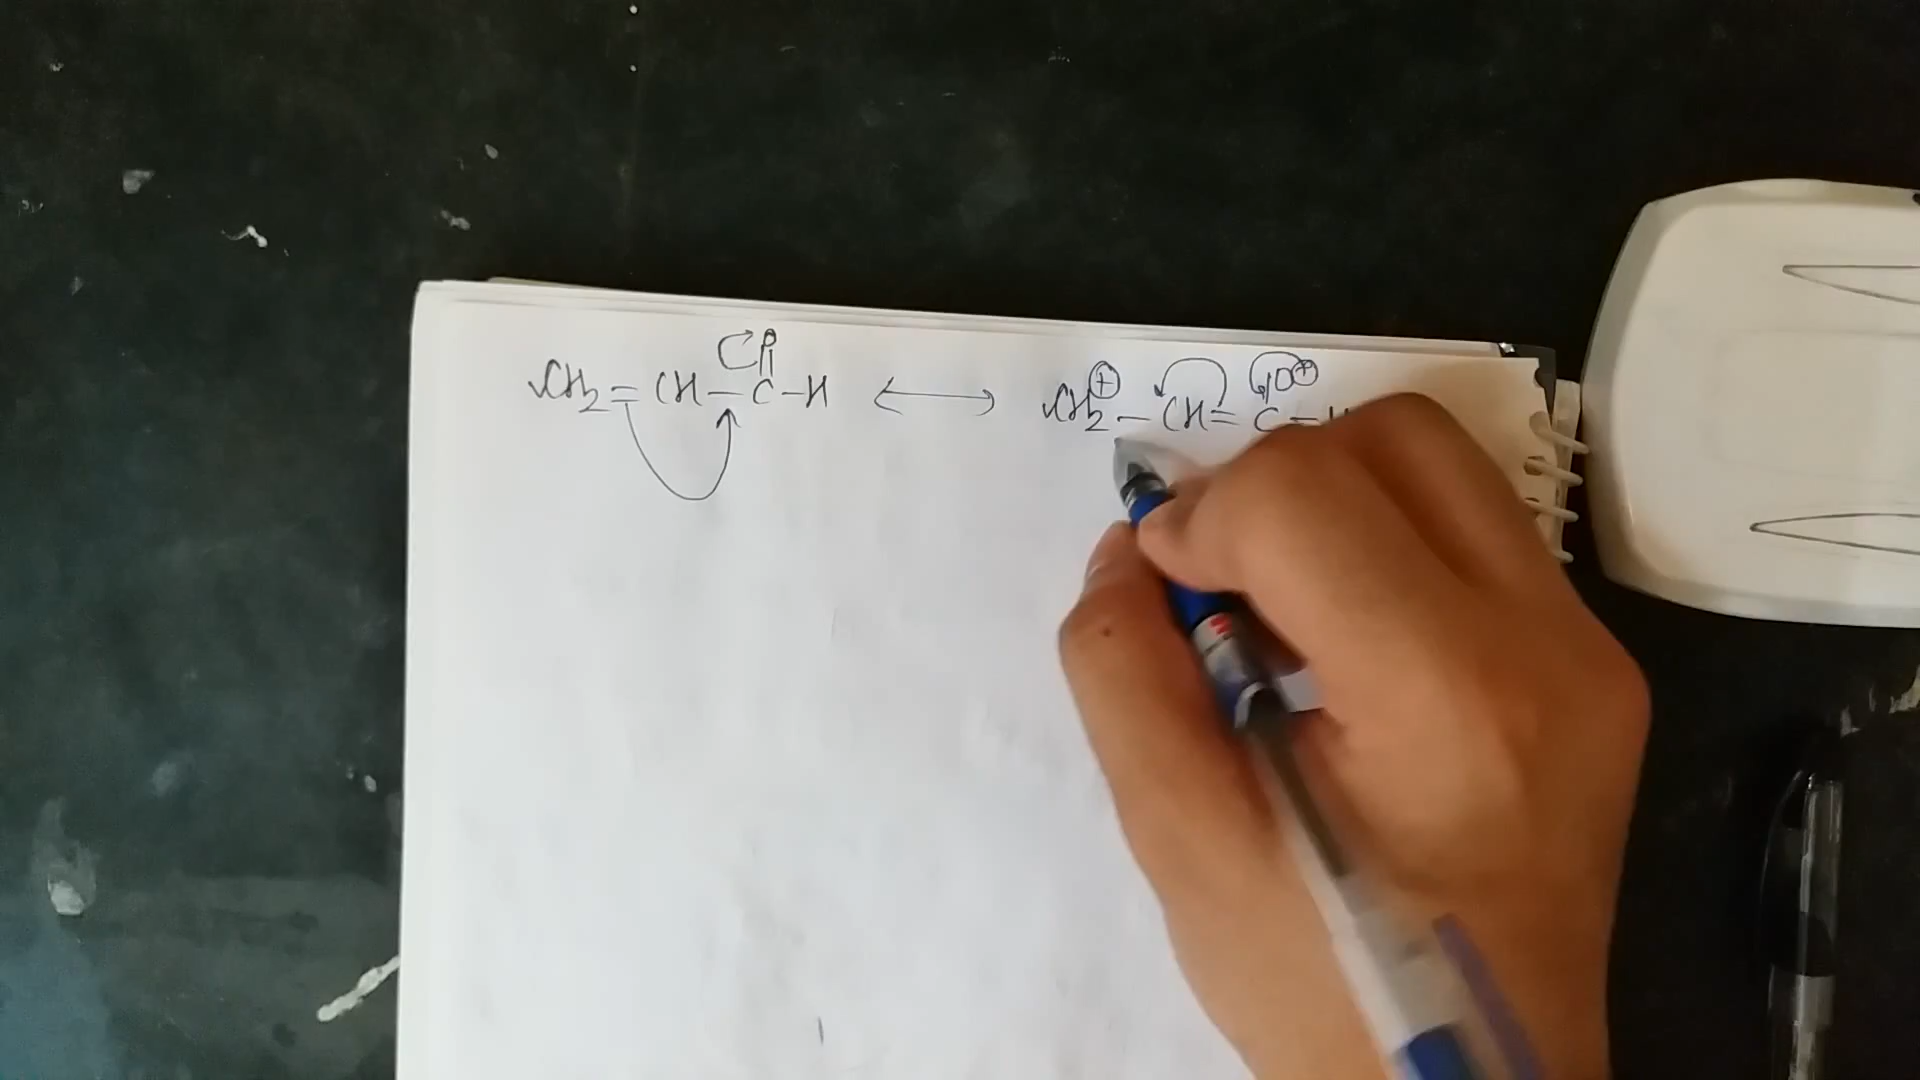 O
CH₂ = CH – C – H ⟷ CH₂⊕ – CH = C – H
O⊕